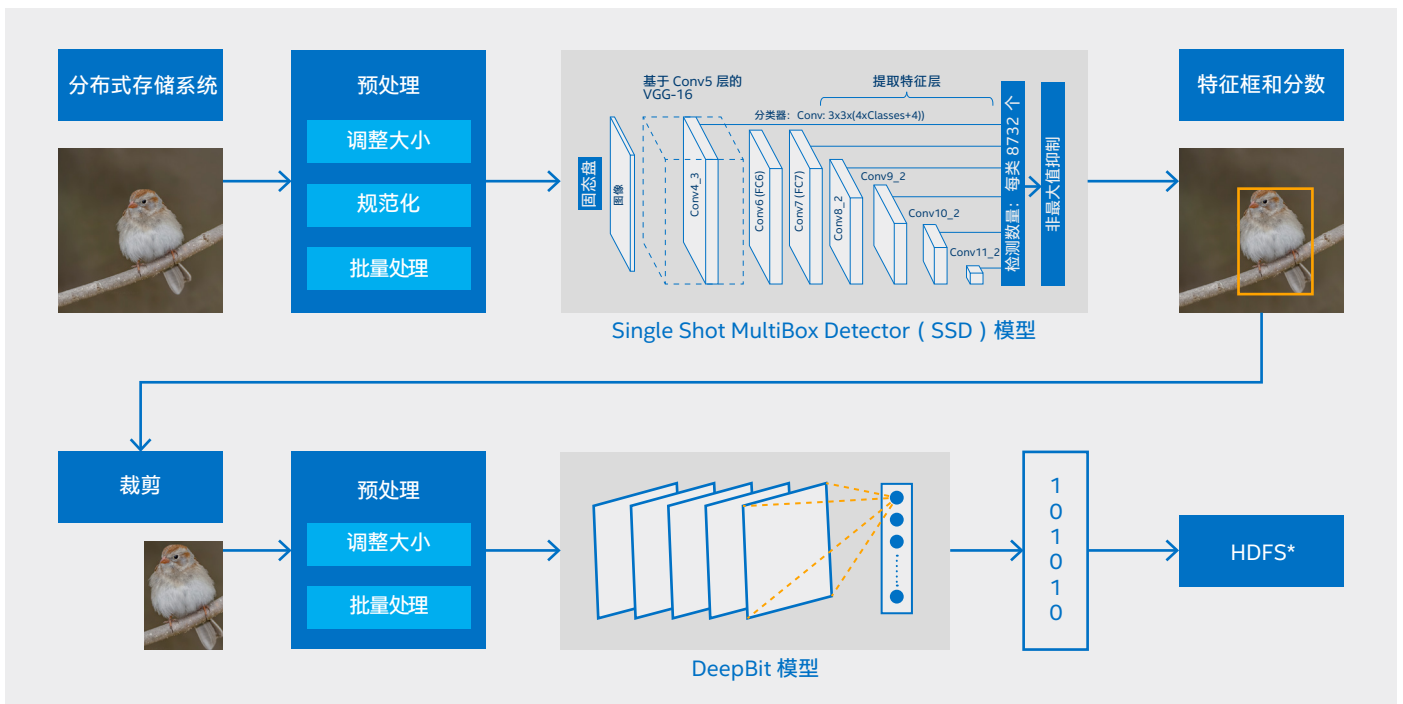 分布式存储系统
预处理
调整大小
规范化
批量处理
固态盘
图像
基于 Conv5 层的
VGG-16
提取特征层
分类器：Conv: 3x3x(4xClasses+4))
Conv4_3
Conv6 (FC6)
Conv7 (FC7)
Conv8_2
Conv9_2
Conv10_2
Conv11_2
检测数量：每类 8732 个
非最大值抑制
Single Shot MultiBox Detector（SSD）模型
特征框和分数
裁剪
预处理
调整大小
批量处理
DeepBit 模型
1
0
1
0
1
0
HDFS*